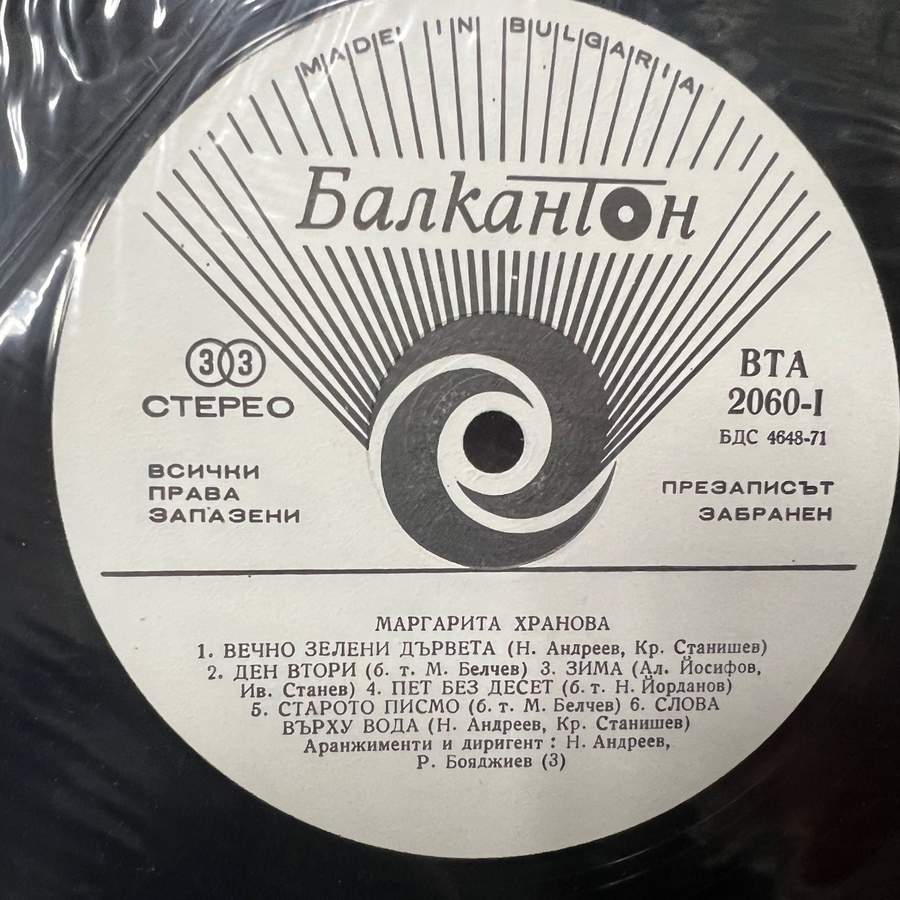 MADE IN BULGARIA
Балкантон
33
СТЕРЕО
ВТА
2060-I
БДС 4648-71
ВСИЧКИ
ПРАВА
ЗАПАЗЕНИ
ПРЕЗАПИСЪТ
ЗАБРАНЕН
МАРГАРИТА ХРАНОВА
1. ВЕЧНО ЗЕЛЕНИ ДЪРВЕТА (Н. Андреев, Кр. Станишев)
2. ДЕН ВТОРИ (б. т. М. Белчев) 3. ЗИМА (Ал. Йосифов,
Ив. Станев) 4. ПЕТ БЕЗ ДЕСЕТ (б. т. Н. Йорданов)
5. СТАРОТО ПИСМО (б. т. М. Белчев) 6. СЛОВА
ВЪРХУ ВОДА (Н. Андреев, Кр. Станишев)
Аранжименти и диригент : Н. Андреев,
Р. Бояджиев (3)